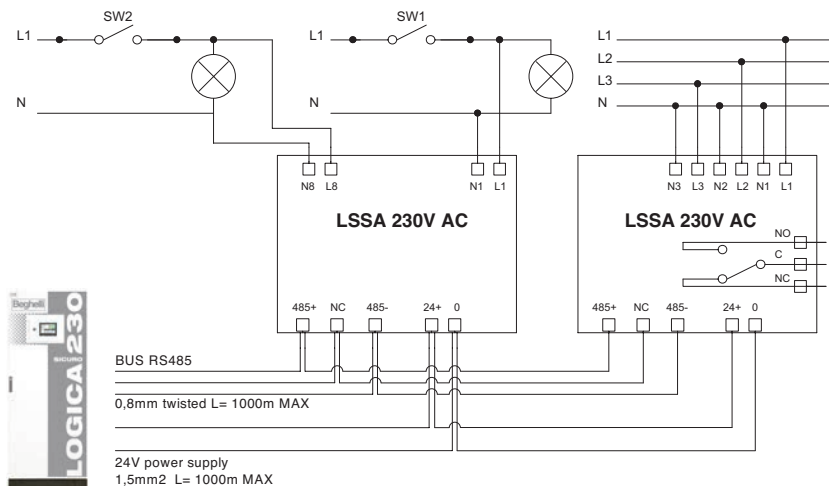 SW2
SW1
L1
L1
L1
L2
L3
N
N
N
N8 L8
N1 L1
N3 L3 N2 L2 N1 L1
LSSA 230V AC
LSSA 230V AC
NO
C
NC
485+ NC 485- 24+ 0
485+ NC 485- 24+ 0
Beghelli
SICURO
LOGICA 230
BUS RS485
0,8mm twisted L= 1000m MAX
24V power supply
1,5mm2 L= 1000m MAX